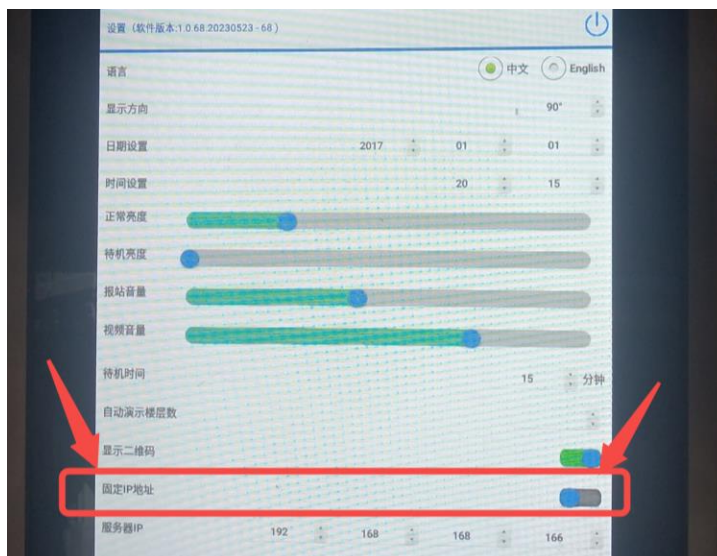 设置（软件版本:1.0.68.20230523-68）
语言 中文 English
显示方向 90°
日期设置 2017 01 01
时间设置 20 15
正常亮度
待机亮度
报站音量
视频音量
待机时间 15 分钟
自动演示楼层数
显示二维码
固定IP地址
服务器IP 192 168 168 166